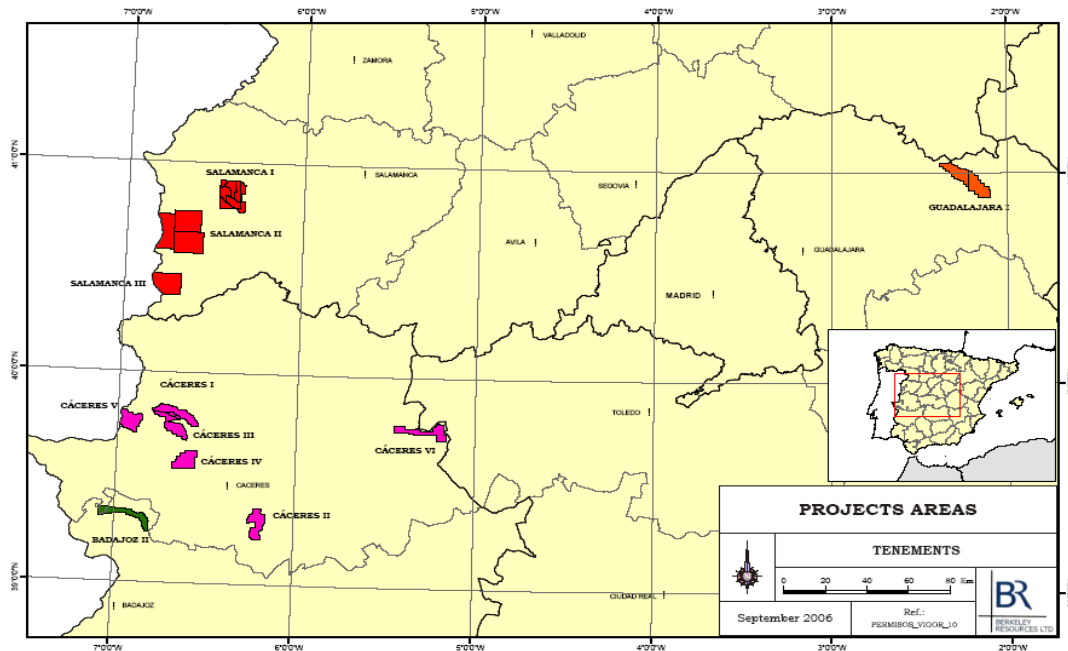 7°0'0"W 6°0'0"W 5°0'0"W 4°0'0"W 3°0'0"W 2°0'0"W
VALLADOLID
ZAMORA
41°0'0"N
SALAMANCA I
SALAMANCA
SEGOVIA
GUADALAJARA I
SALAMANCA II
AVILA
GUADALAJARA
SALAMANCA III
MADRID
40°0'0"N
CÁCERES I
CÁCERES V
TOLEDO
CÁCERES III
CÁCERES VI
CÁCERES IV
CACERES
CÁCERES II
BADAJOZ II
39°0'0"N
BADAJOZ
CIUDAD REAL
PROJECTS AREAS
TENEMENTS
0 20 40 60 80 Km
September 2006
Ref.:
PERMISOS_VIGOR_10
BR
BERKELEY
RESOURCES LTD
7°0'0"W 6°0'0"W 5°0'0"W 4°0'0"W 3°0'0"W 2°0'0"W